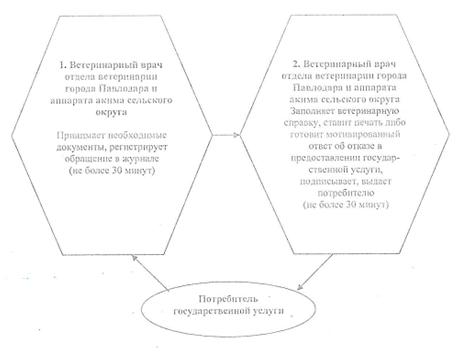 1. Ветеринарный врач
отдела ветеринарии
города Павлодара и
аппарата акима сельского
округа
Принимает необходимые
документы, регистрирует
обращение в журнале
(не более 30 минут)
2. Ветеринарный врач
отдела ветеринарии города
Павлодара и аппарата
акима сельского округа
Заполняет ветеринарную
справку, ставит печать либо
готовит мотивированный
ответ об отказе в
предоставлении государ-
ственной услуги,
подписывает, выдает
потребителю
(не более 30 минут)
Потребитель
государственной услуги